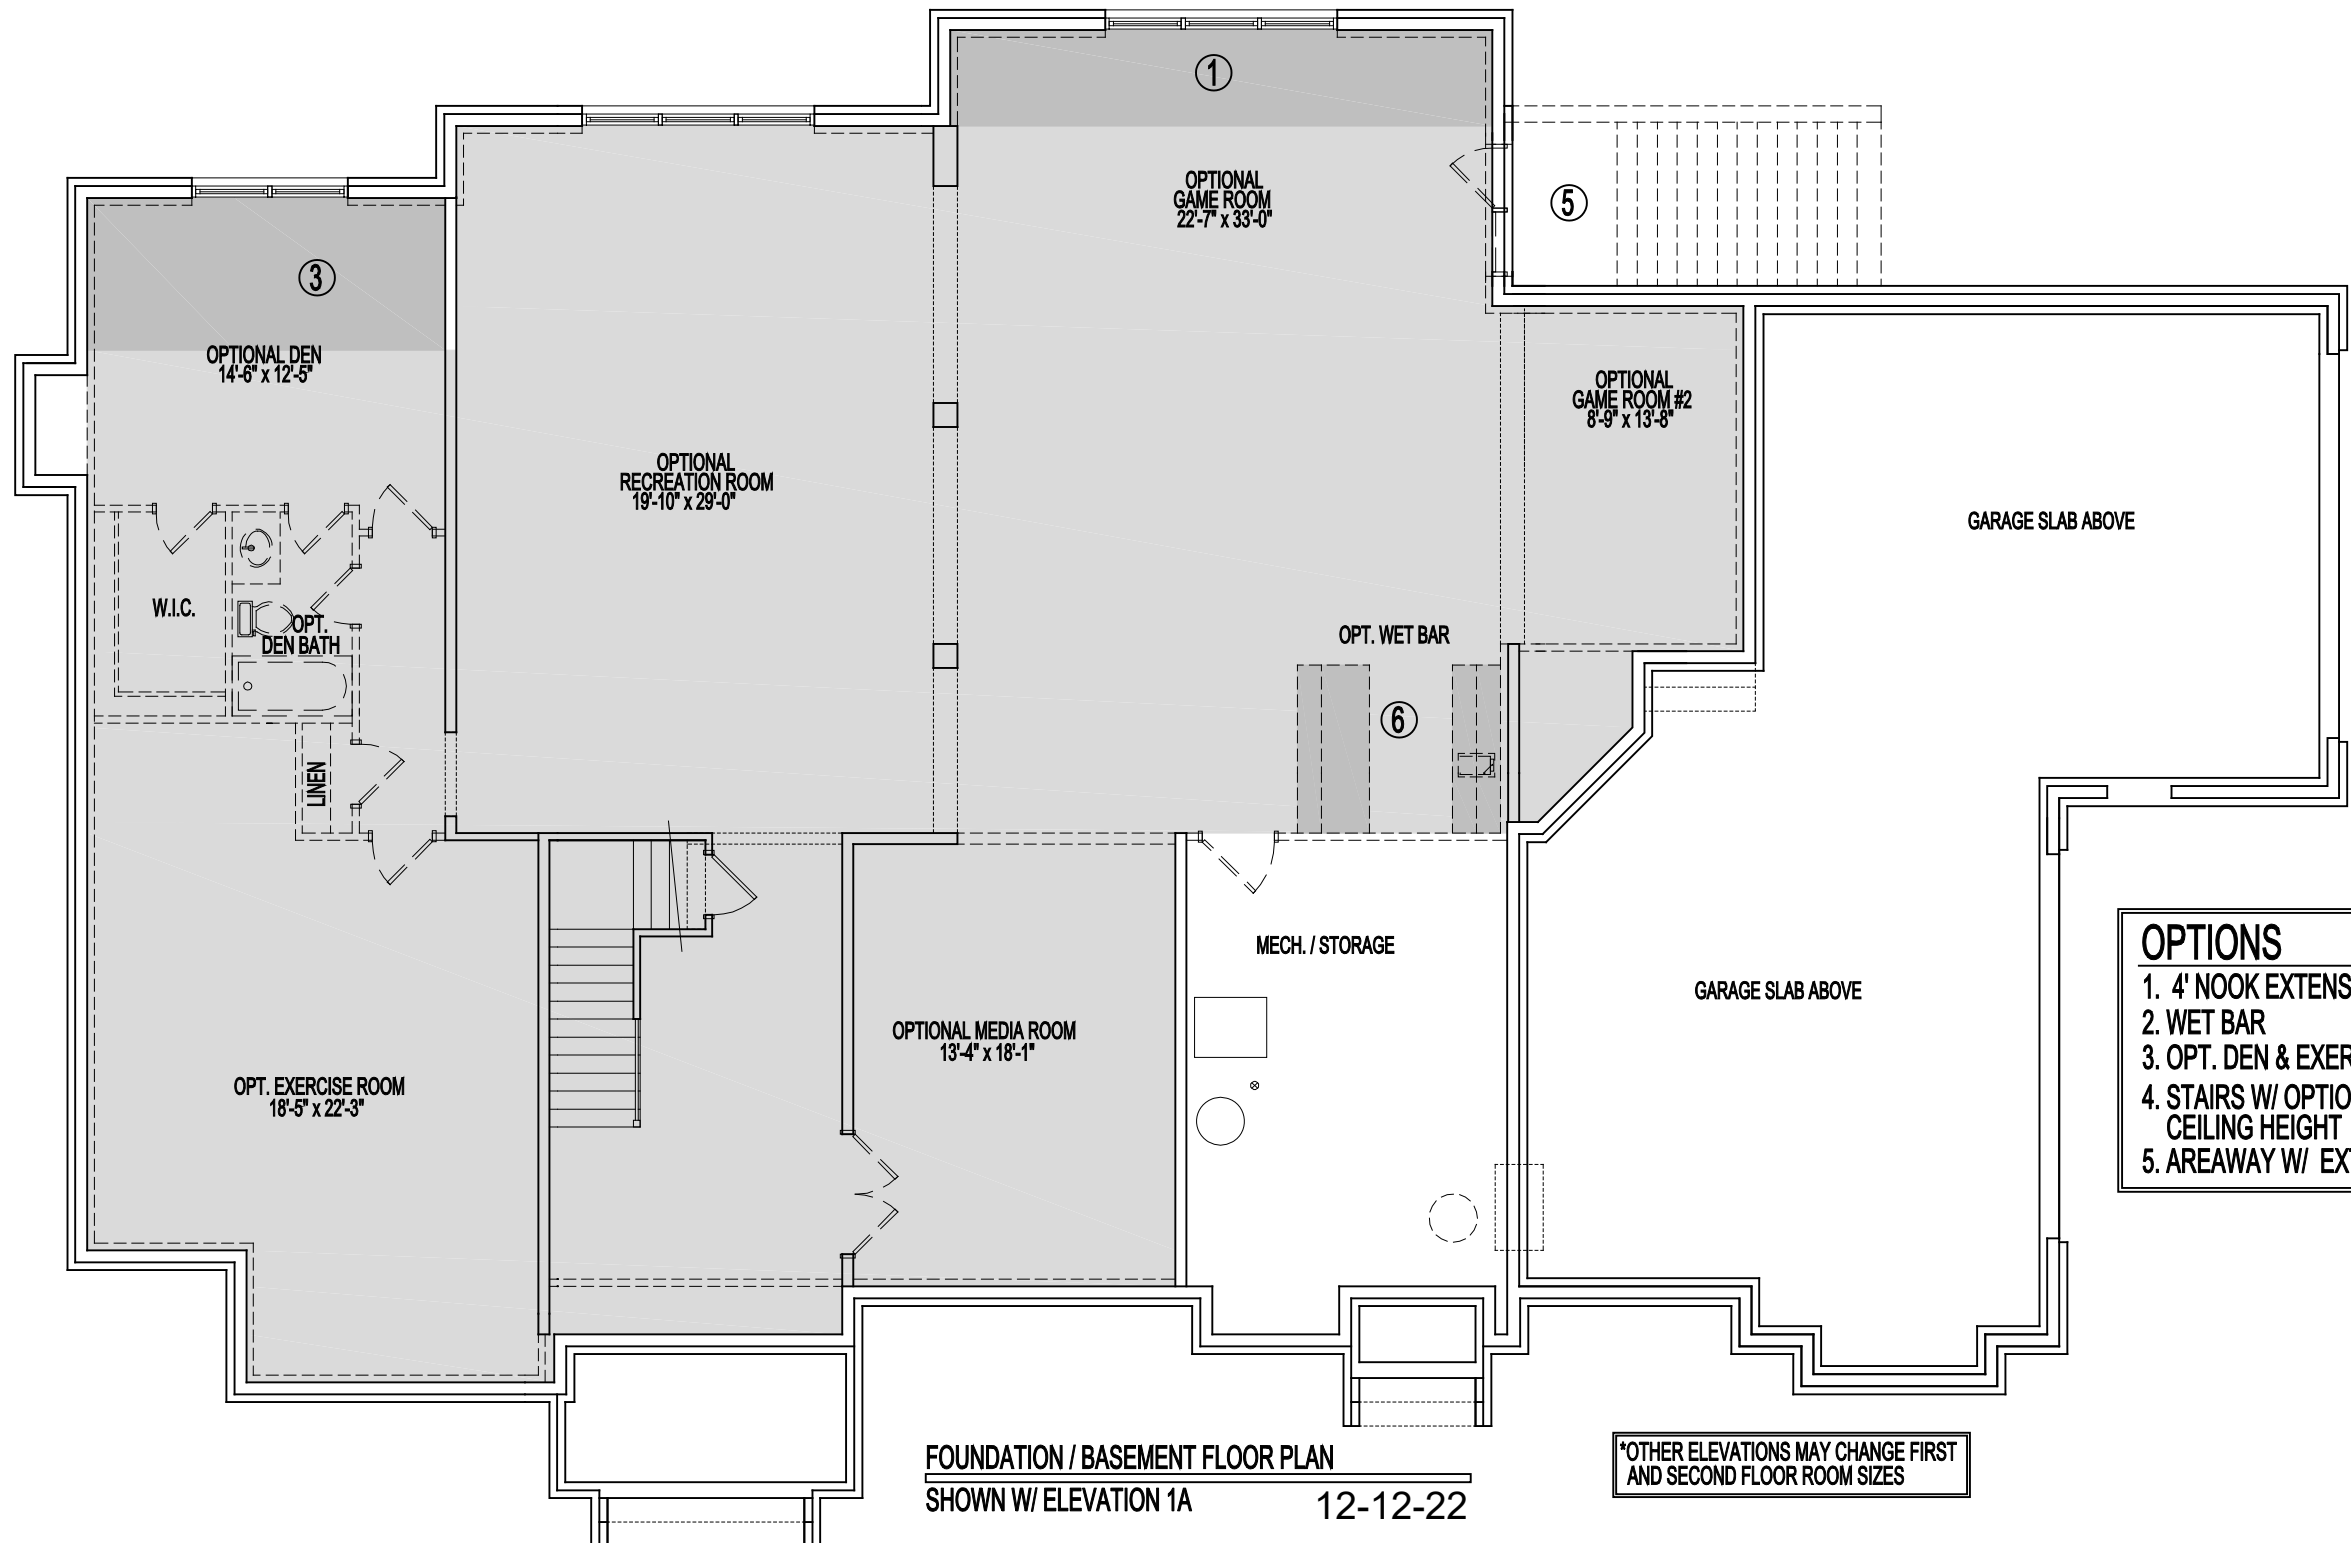 1
OPTIONAL
GAME ROOM
22'-7" x 33'-0"
5
3
OPTIONAL DEN
14'-6" x 12'-5"
OPTIONAL
GAME ROOM #2
8'-9" x 13'-8"
OPTIONAL
RECREATION ROOM
19'-10" x 29'-0"
GARAGE SLAB ABOVE
W.I.C.
OPT.
DEN BATH
OPT. WET BAR
6
LINEN
MECH. / STORAGE
GARAGE SLAB ABOVE
OPTIONAL MEDIA ROOM
13'-4" x 18'-1"
OPT. EXERCISE ROOM
18'-5" x 22'-3"
OPTIONS
1. 4' NOOK EXTENS
2. WET BAR
3. OPT. DEN & EXER
4. STAIRS W/ OPTIO
CEILING HEIGHT
5. AREAWAY W/ EXT
FOUNDATION / BASEMENT FLOOR PLAN
SHOWN W/ ELEVATION 1A
12-12-22
*OTHER ELEVATIONS MAY CHANGE FIRST
AND SECOND FLOOR ROOM SIZES